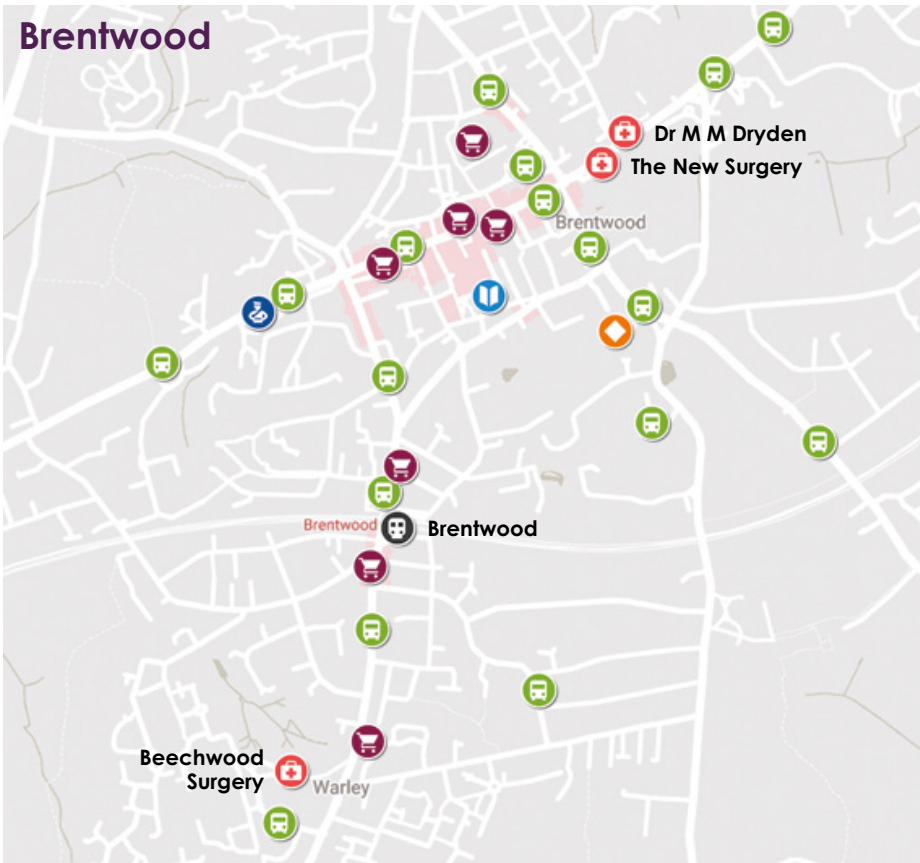 Brentwood
Dr M M Dryden
The New Surgery
Brentwood
Brentwood
Brentwood
Beechwood
Surgery
Warley